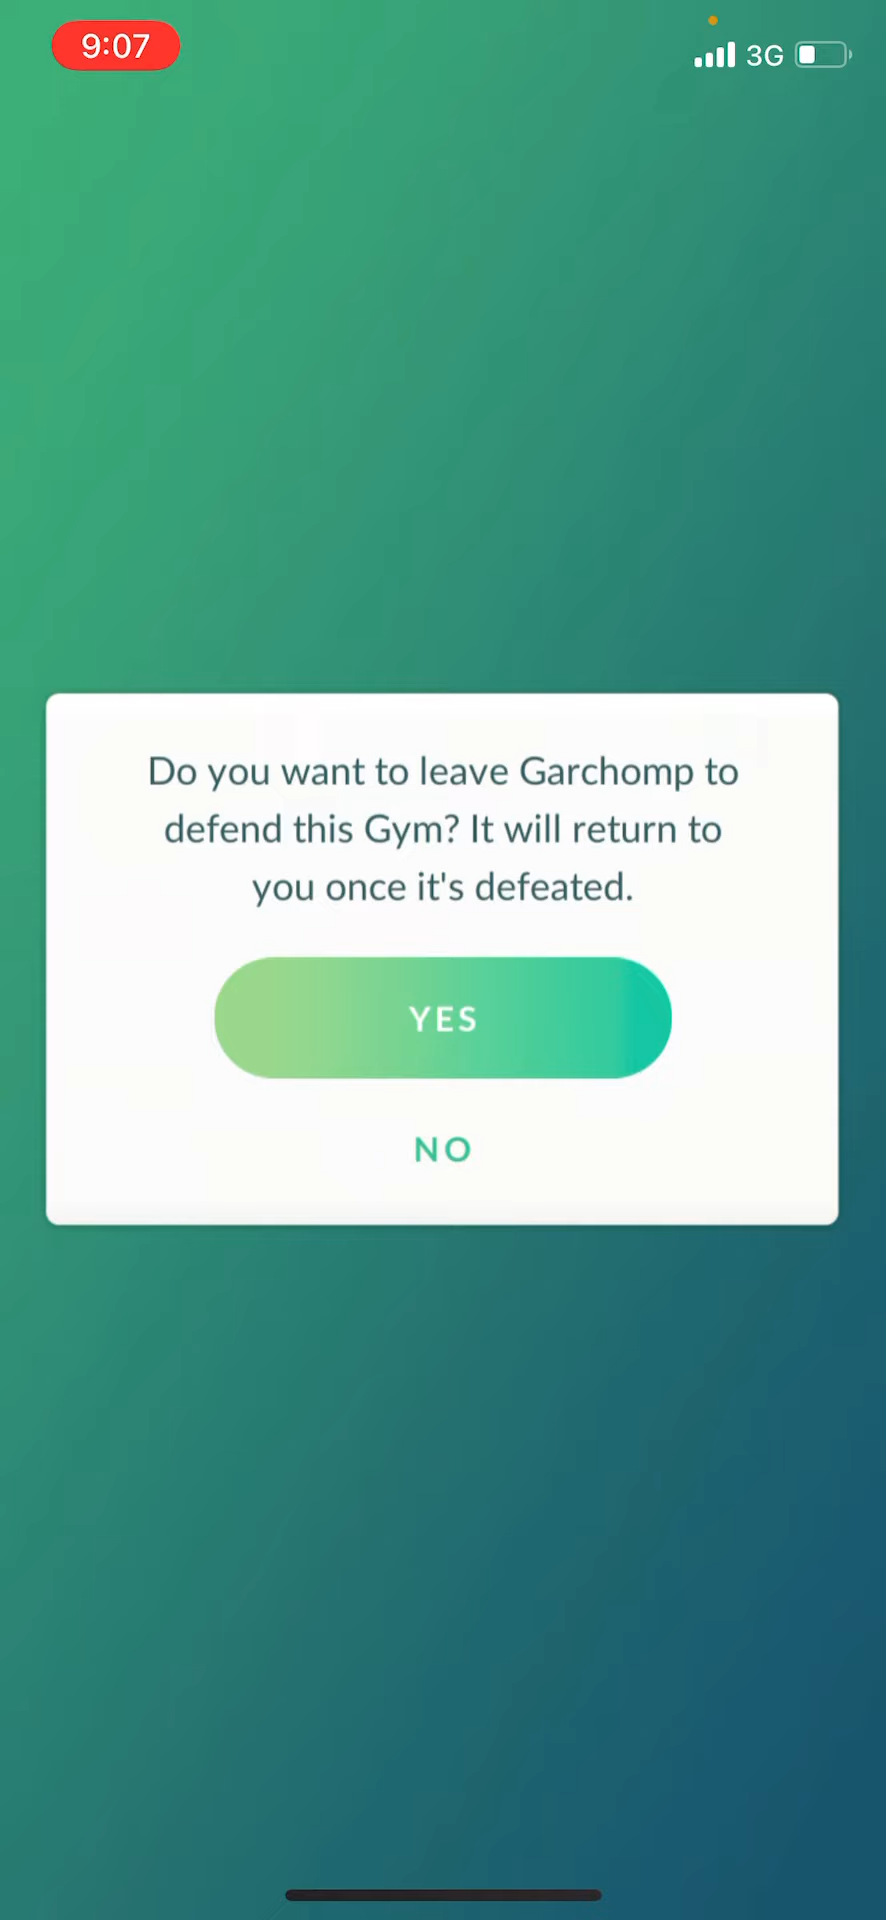 9:07
3G
Do you want to leave Garchomp to
defend this Gym? It will return to
you once it's defeated.
YES
NO